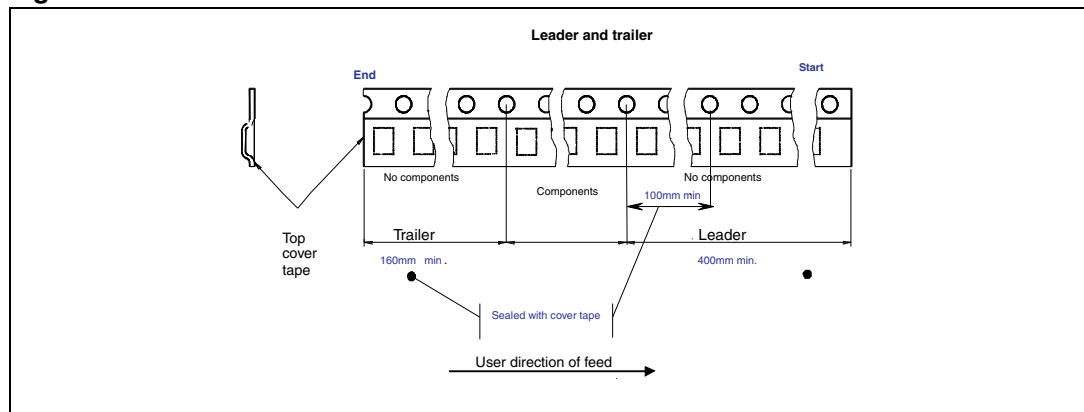 Leader and trailer
End
Start
No components
Components
No components
100mm min
Top
cover
tape
Trailer
Leader
160mm min.
400mm min.
Sealed with cover tape
User direction of feed